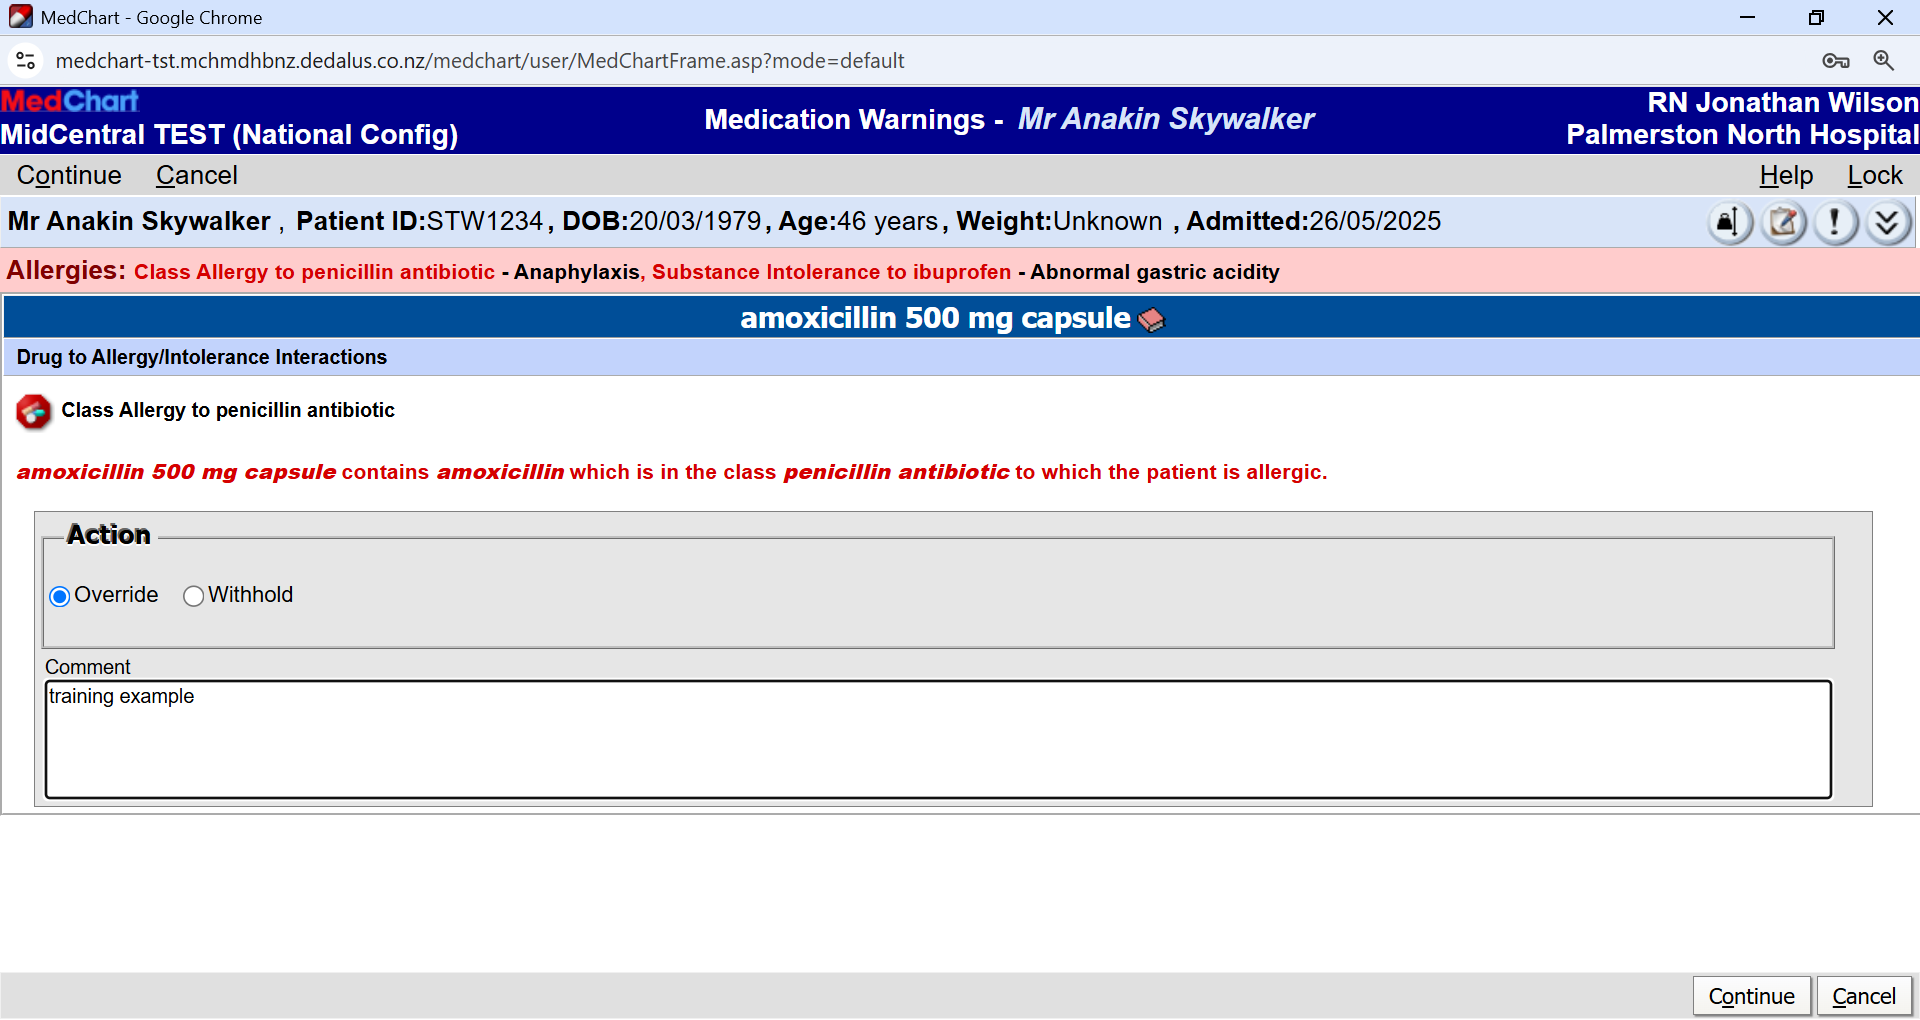 MedChart - Google Chrome
medchart-tst.mchmdhbnz.dedalus.co.nz/medchart/user/MedChartFrame.asp?mode=default
MedChart
MidCentral TEST (National Config)
Medication Warnings - Mr Anakin Skywalker
RN Jonathan Wilson
Palmerston North Hospital
Continue Cancel Help Lock
Mr Anakin Skywalker , Patient ID:STW1234, DOB:20/03/1979, Age:46 years, Weight:Unknown , Admitted:26/05/2025
Allergies: Class Allergy to penicillin antibiotic - Anaphylaxis, Substance Intolerance to ibuprofen - Abnormal gastric acidity
amoxicillin 500 mg capsule
Drug to Allergy/Intolerance Interactions
Class Allergy to penicillin antibiotic
amoxicillin 500 mg capsule contains amoxicillin which is in the class penicillin antibiotic to which the patient is allergic.
Action
Override Withhold
Comment
training example
Continue Cancel